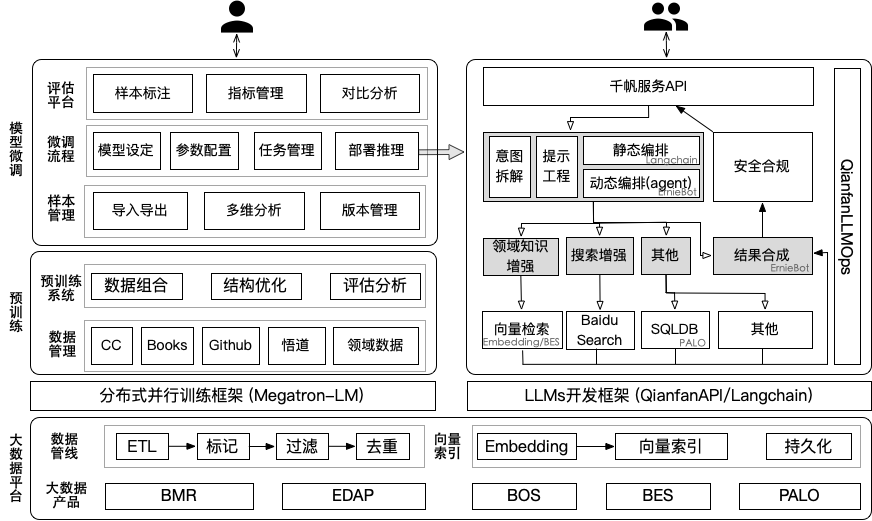 评估
平台
样本标注
指标管理
对比分析
模型微调
微调
流程
模型设定
参数配置
任务管理
部署推理
样本
管理
导入导出
多维分析
版本管理
预训练
预训练
系统
数据组合
结构优化
评估分析
数据
管理
CC
Books
Github
悟道
领域数据
分布式并行训练框架 (Megatron-LM)
千帆服务API
意图
拆解
提示
工程
静态编排
Langchain
动态编排(agent)
ErnieBot
安全合规
QianfanLLMOps
领域知识
增强
搜索增强
其他
结果合成
ErnieBot
向量检索
Embedding/BES
Baidu
Search
SQLDB
PALO
其他
LLMs开发框架 (QianfanAPI/Langchain)
大数据平台
数据
管线
ETL
标记
过滤
去重
向量
索引
Embedding
向量索引
持久化
大数据
产品
BMR
EDAP
BOS
BES
PALO